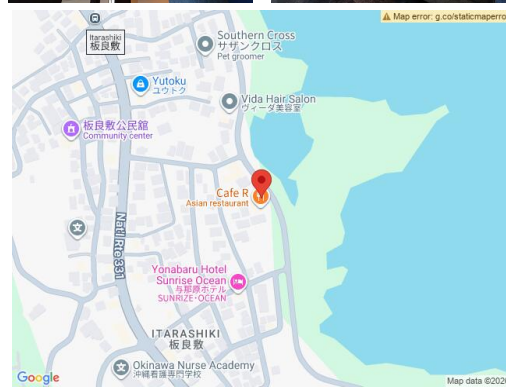 Map error: g.co/staticmaperro
Itarashiki
板良敷
Southern Cross
サザンクロス
Pet groomer
Yutoku
ユウトク
Vida Hair Salon
ヴィーダ美容室
板良敷公民館
Community center
Cafe R
Asian restaurant
文
Nat'l Rte 331
Yonabaru Hotel
Sunrise Ocean
与那原ホテル
SUNRIZE・OCEAN
ITARASHIKI
板良敷
文
Okinawa Nurse Academy
沖縄看護専門学校
Google
Map data ©202